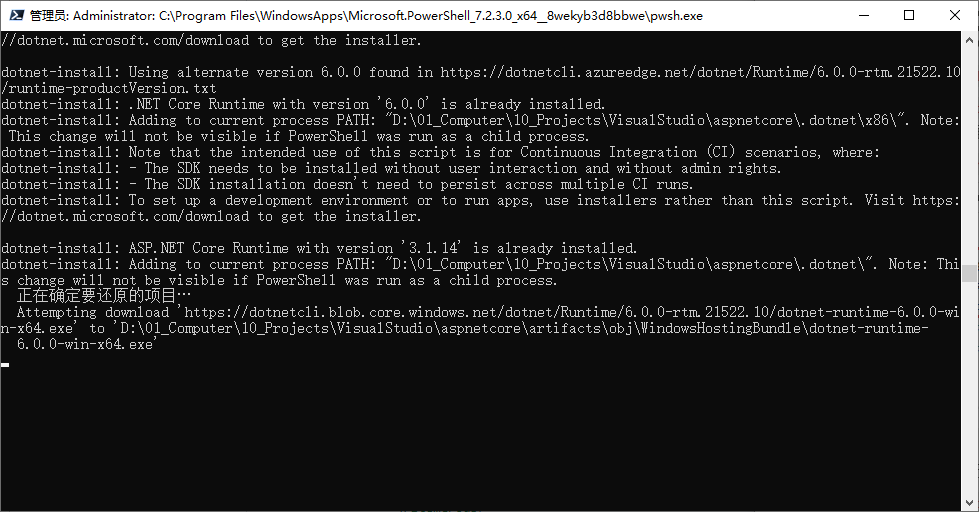 管理员: Administrator: C:\Program Files\WindowsApps\Microsoft.PowerShell_7.2.3.0_x64__8wekyb3d8bbwe\pwsh.exe
//dotnet.microsoft.com/download to get the installer.
dotnet-install: Using alternate version 6.0.0 found in https://dotnetcli.azureedge.net/dotnet/Runtime/6.0.0-rtm.21522.10
/runtime-productVersion.txt
dotnet-install: .NET Core Runtime with version '6.0.0' is already installed.
dotnet-install: Adding to current process PATH: "D:\01_Computer\10_Projects\VisualStudio\aspnetcore\.dotnet\x86\". Note:
 This change will not be visible if PowerShell was run as a child process.
dotnet-install: Note that the intended use of this script is for Continuous Integration (CI) scenarios, where:
dotnet-install: - The SDK needs to be installed without user interaction and without admin rights.
dotnet-install: - The SDK installation doesn't need to persist across multiple CI runs.
dotnet-install: To set up a development environment or to run apps, use installers rather than this script. Visit https:
//dotnet.microsoft.com/download to get the installer.
dotnet-install: ASP.NET Core Runtime with version '3.1.14' is already installed.
dotnet-install: Adding to current process PATH: "D:\01_Computer\10_Projects\VisualStudio\aspnetcore\.dotnet\". Note: Thi
s change will not be visible if PowerShell was run as a child process.
  正在确定要还原的项目…
  Attempting download 'https://dotnetcli.blob.core.windows.net/dotnet/Runtime/6.0.0-rtm.21522.10/dotnet-runtime-6.0.0-wi
n-x64.exe' to 'D:\01_Computer\10_Projects\VisualStudio\aspnetcore\artifacts\obj\WindowsHostingBundle\dotnet-runtime-
  6.0.0-win-x64.exe'